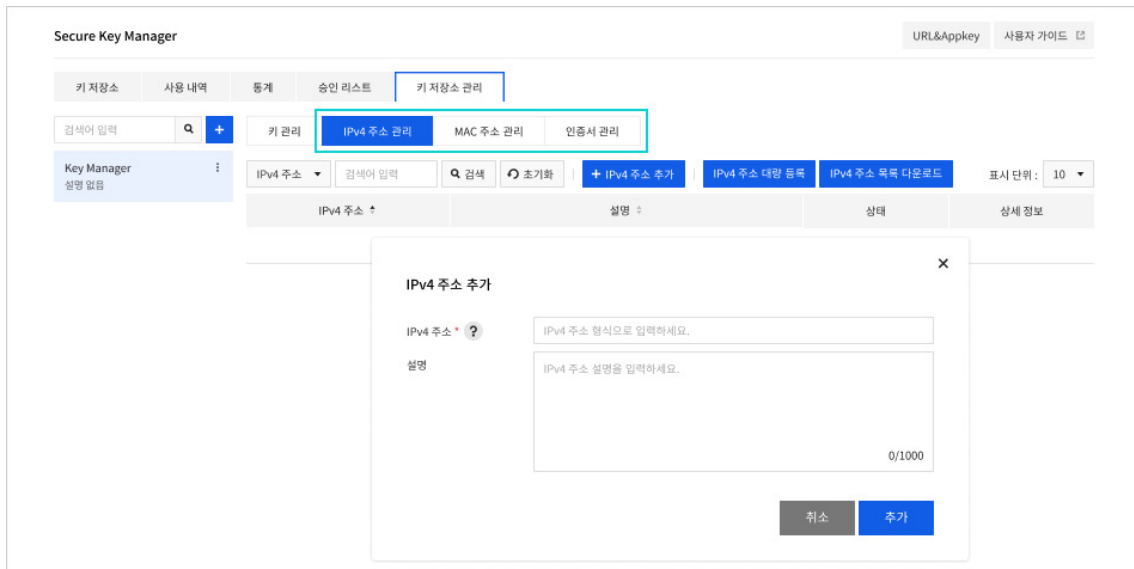 Secure Key Manager
URL&Appkey 사용자 가이드
키 저장소 사용 내역 통계 승인 리스트 키 저장소 관리
검색어 입력 + 키 관리 IPv4 주소 관리 MAC 주소 관리 인증서 관리
Key Manager
설명 없음
IPv4 주소 검색어 입력 검색 초기화 + IPv4 주소 추가 IPv4 주소 대량 등록 IPv4 주소 목록 다운로드 표시 단위 : 10
IPv4 주소 설명 상태 상세 정보
IPv4 주소 추가
IPv4 주소 * ? IPv4 주소 형식으로 입력하세요.
설명 IPv4 주소 설명을 입력하세요.
0/1000
취소 추가